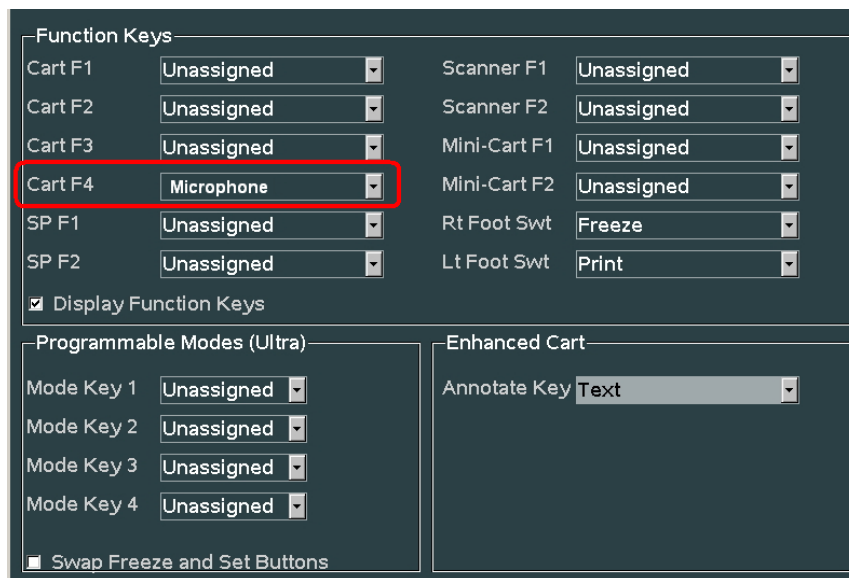 Function Keys
Cart F1 Unassigned Scanner F1 Unassigned
Cart F2 Unassigned Scanner F2 Unassigned
Cart F3 Unassigned Mini-Cart F1 Unassigned
Cart F4 Microphone Mini-Cart F2 Unassigned
SP F1 Unassigned Rt Foot Swt Freeze
SP F2 Unassigned Lt Foot Swt Print
Display Function Keys
Programmable Modes (Ultra) Enhanced Cart
Mode Key 1 Unassigned Annotate Key Text
Mode Key 2 Unassigned
Mode Key 3 Unassigned
Mode Key 4 Unassigned
Swap Freeze and Set Buttons